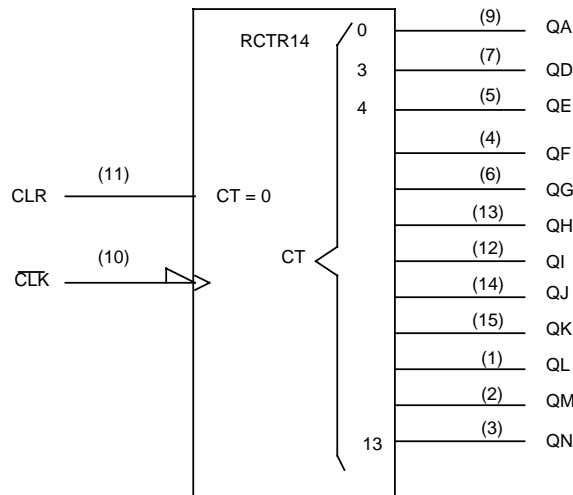 RCTR14
0 (9) QA
3 (7) QD
4 (5) QE
(4) QF
(6) QG
CLR (11) CT = 0
(13) QH
CLK (10) CT (12) QI
(14) QJ
(15) QK
(1) QL
(2) QM
13 (3) QN